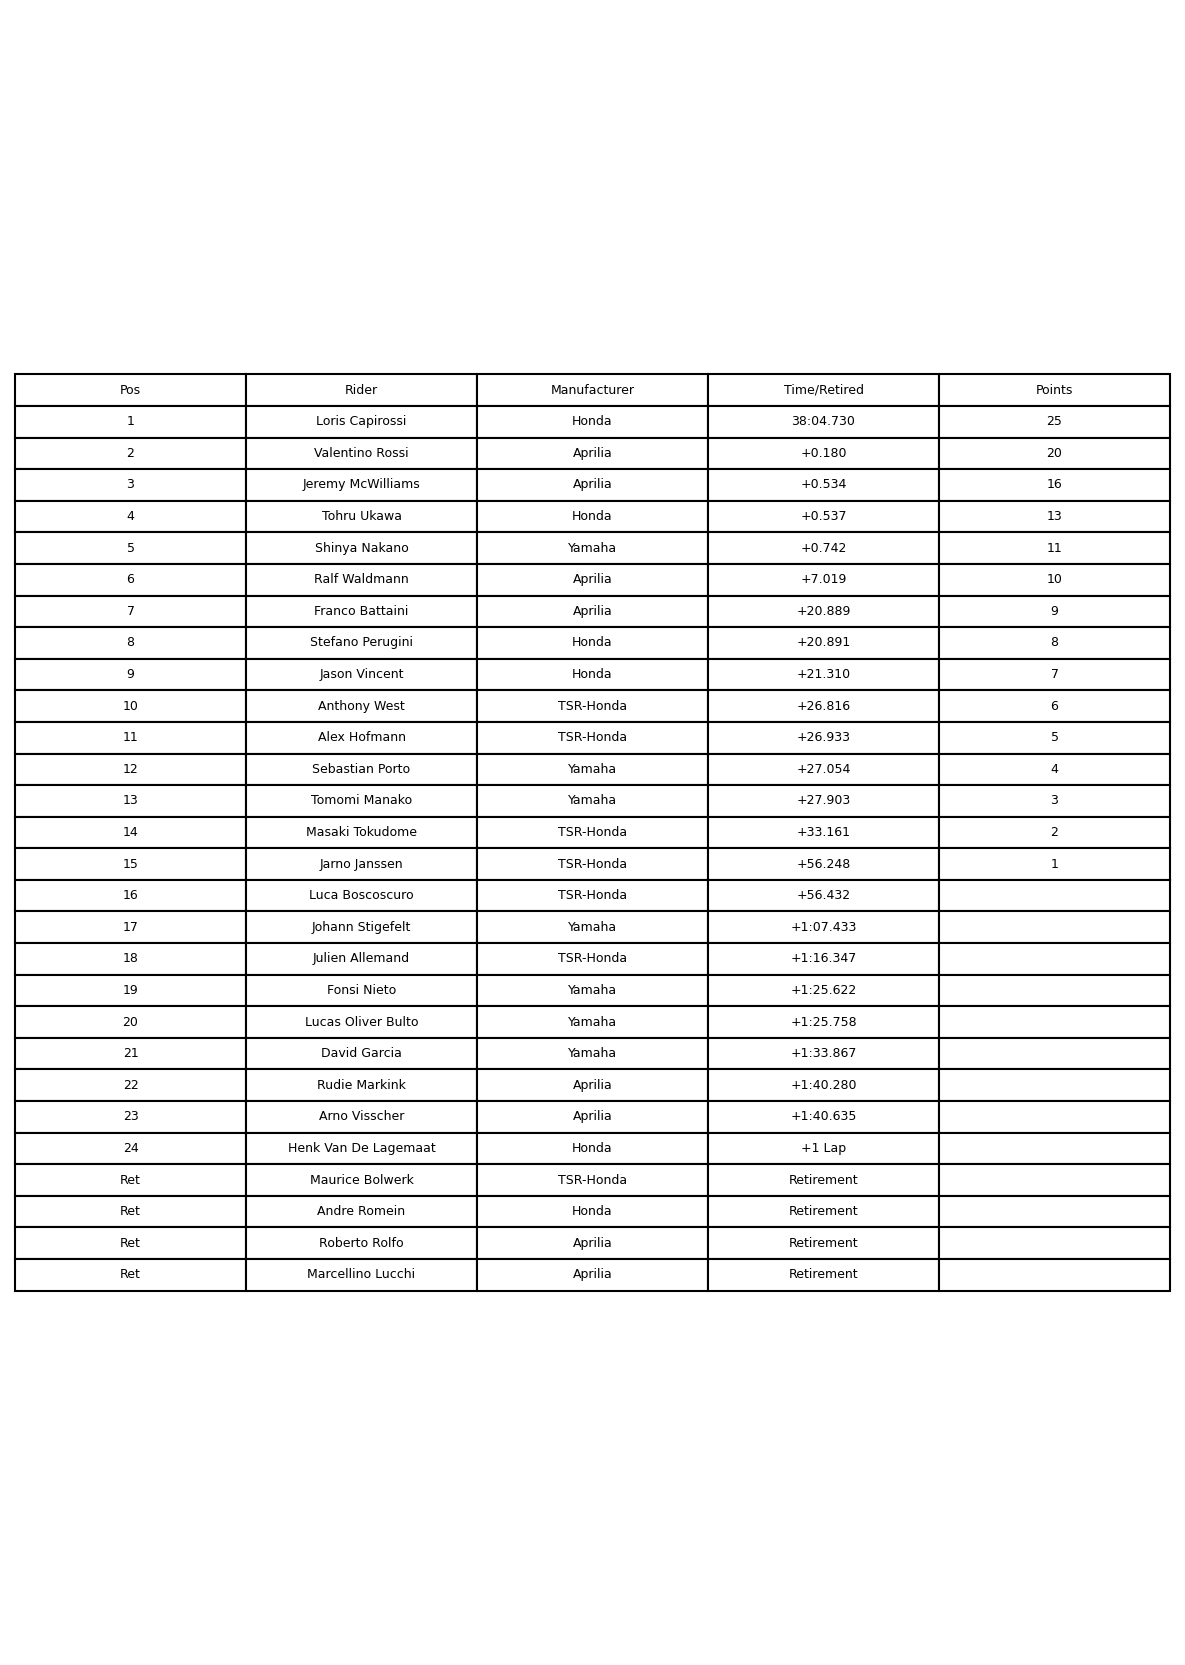 Pos Rider Manufacturer Time/Retired Points
1 Loris Capirossi Honda 38:04.730 25
2 Valentino Rossi Aprilia +0.180 20
3 Jeremy McWilliams Aprilia +0.534 16
4 Tohru Ukawa Honda +0.537 13
5 Shinya Nakano Yamaha +0.742 11
6 Ralf Waldmann Aprilia +7.019 10
7 Franco Battaini Aprilia +20.889 9
8 Stefano Perugini Honda +20.891 8
9 Jason Vincent Honda +21.310 7
10 Anthony West TSR-Honda +26.816 6
11 Alex Hofmann TSR-Honda +26.933 5
12 Sebastian Porto Yamaha +27.054 4
13 Tomomi Manako Yamaha +27.903 3
14 Masaki Tokudome TSR-Honda +33.161 2
15 Jarno Janssen TSR-Honda +56.248 1
16 Luca Boscoscuro TSR-Honda +56.432
17 Johann Stigefelt Yamaha +1:07.433
18 Julien Allemand TSR-Honda +1:16.347
19 Fonsi Nieto Yamaha +1:25.622
20 Lucas Oliver Bulto Yamaha +1:25.758
21 David Garcia Yamaha +1:33.867
22 Rudie Markink Aprilia +1:40.280
23 Arno Visscher Aprilia +1:40.635
24 Henk Van De Lagemaat Honda +1 Lap
Ret Maurice Bolwerk TSR-Honda Retirement
Ret Andre Romein Honda Retirement
Ret Roberto Rolfo Aprilia Retirement
Ret Marcellino Lucchi Aprilia Retirement